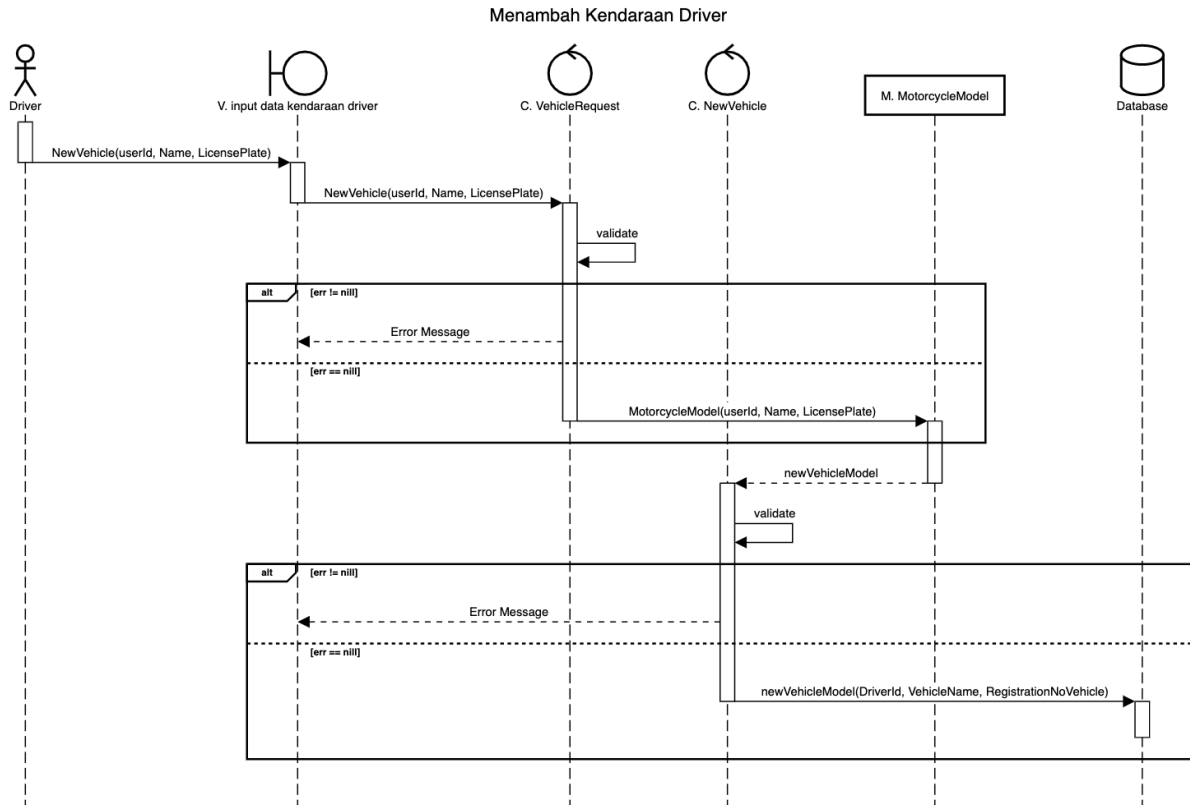 Menambah Kendaraan Driver
Driver
V. input data kendaraan driver
C. VehicleRequest
C. NewVehicle
M. MotorcycleModel
Database
NewVehicle(userId, Name, LicensePlate)
NewVehicle(userId, Name, LicensePlate)
validate
alt
[err != nill]
Error Message
[err == nill]
MotorcycleModel(userId, Name, LicensePlate)
newVehicleModel
validate
alt
[err != nill]
Error Message
[err == nill]
newVehicleModel(DriverId, VehicleName, RegistrationNoVehicle)